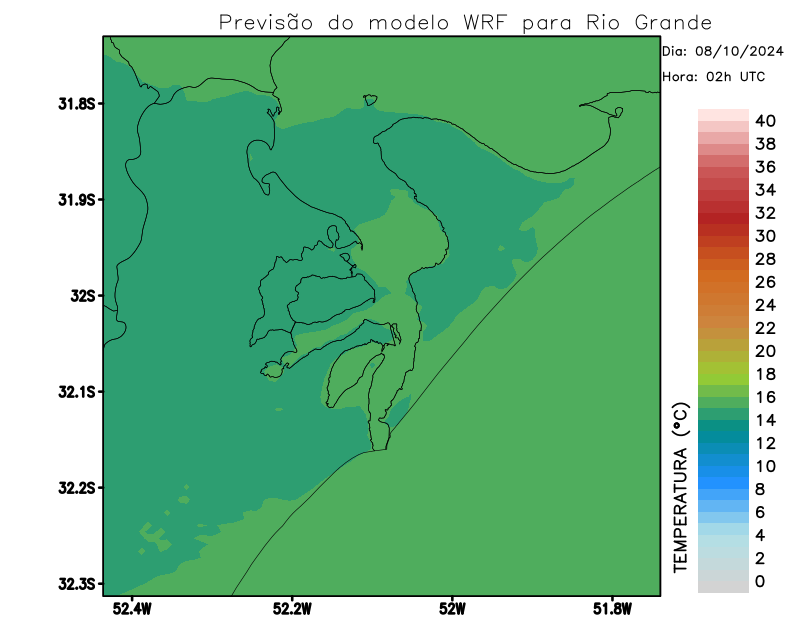 Previsão do modelo WRF para Rio Grande
Dia: 08/10/2024
Hora: 02h UTC
31.8S
31.9S
32S
32.1S
32.2S
32.3S
52.4W
52.2W
52W
51.8W
TEMPERATURA (°C)
40
38
36
34
32
30
28
26
24
22
20
18
16
14
12
10
8
6
4
2
0